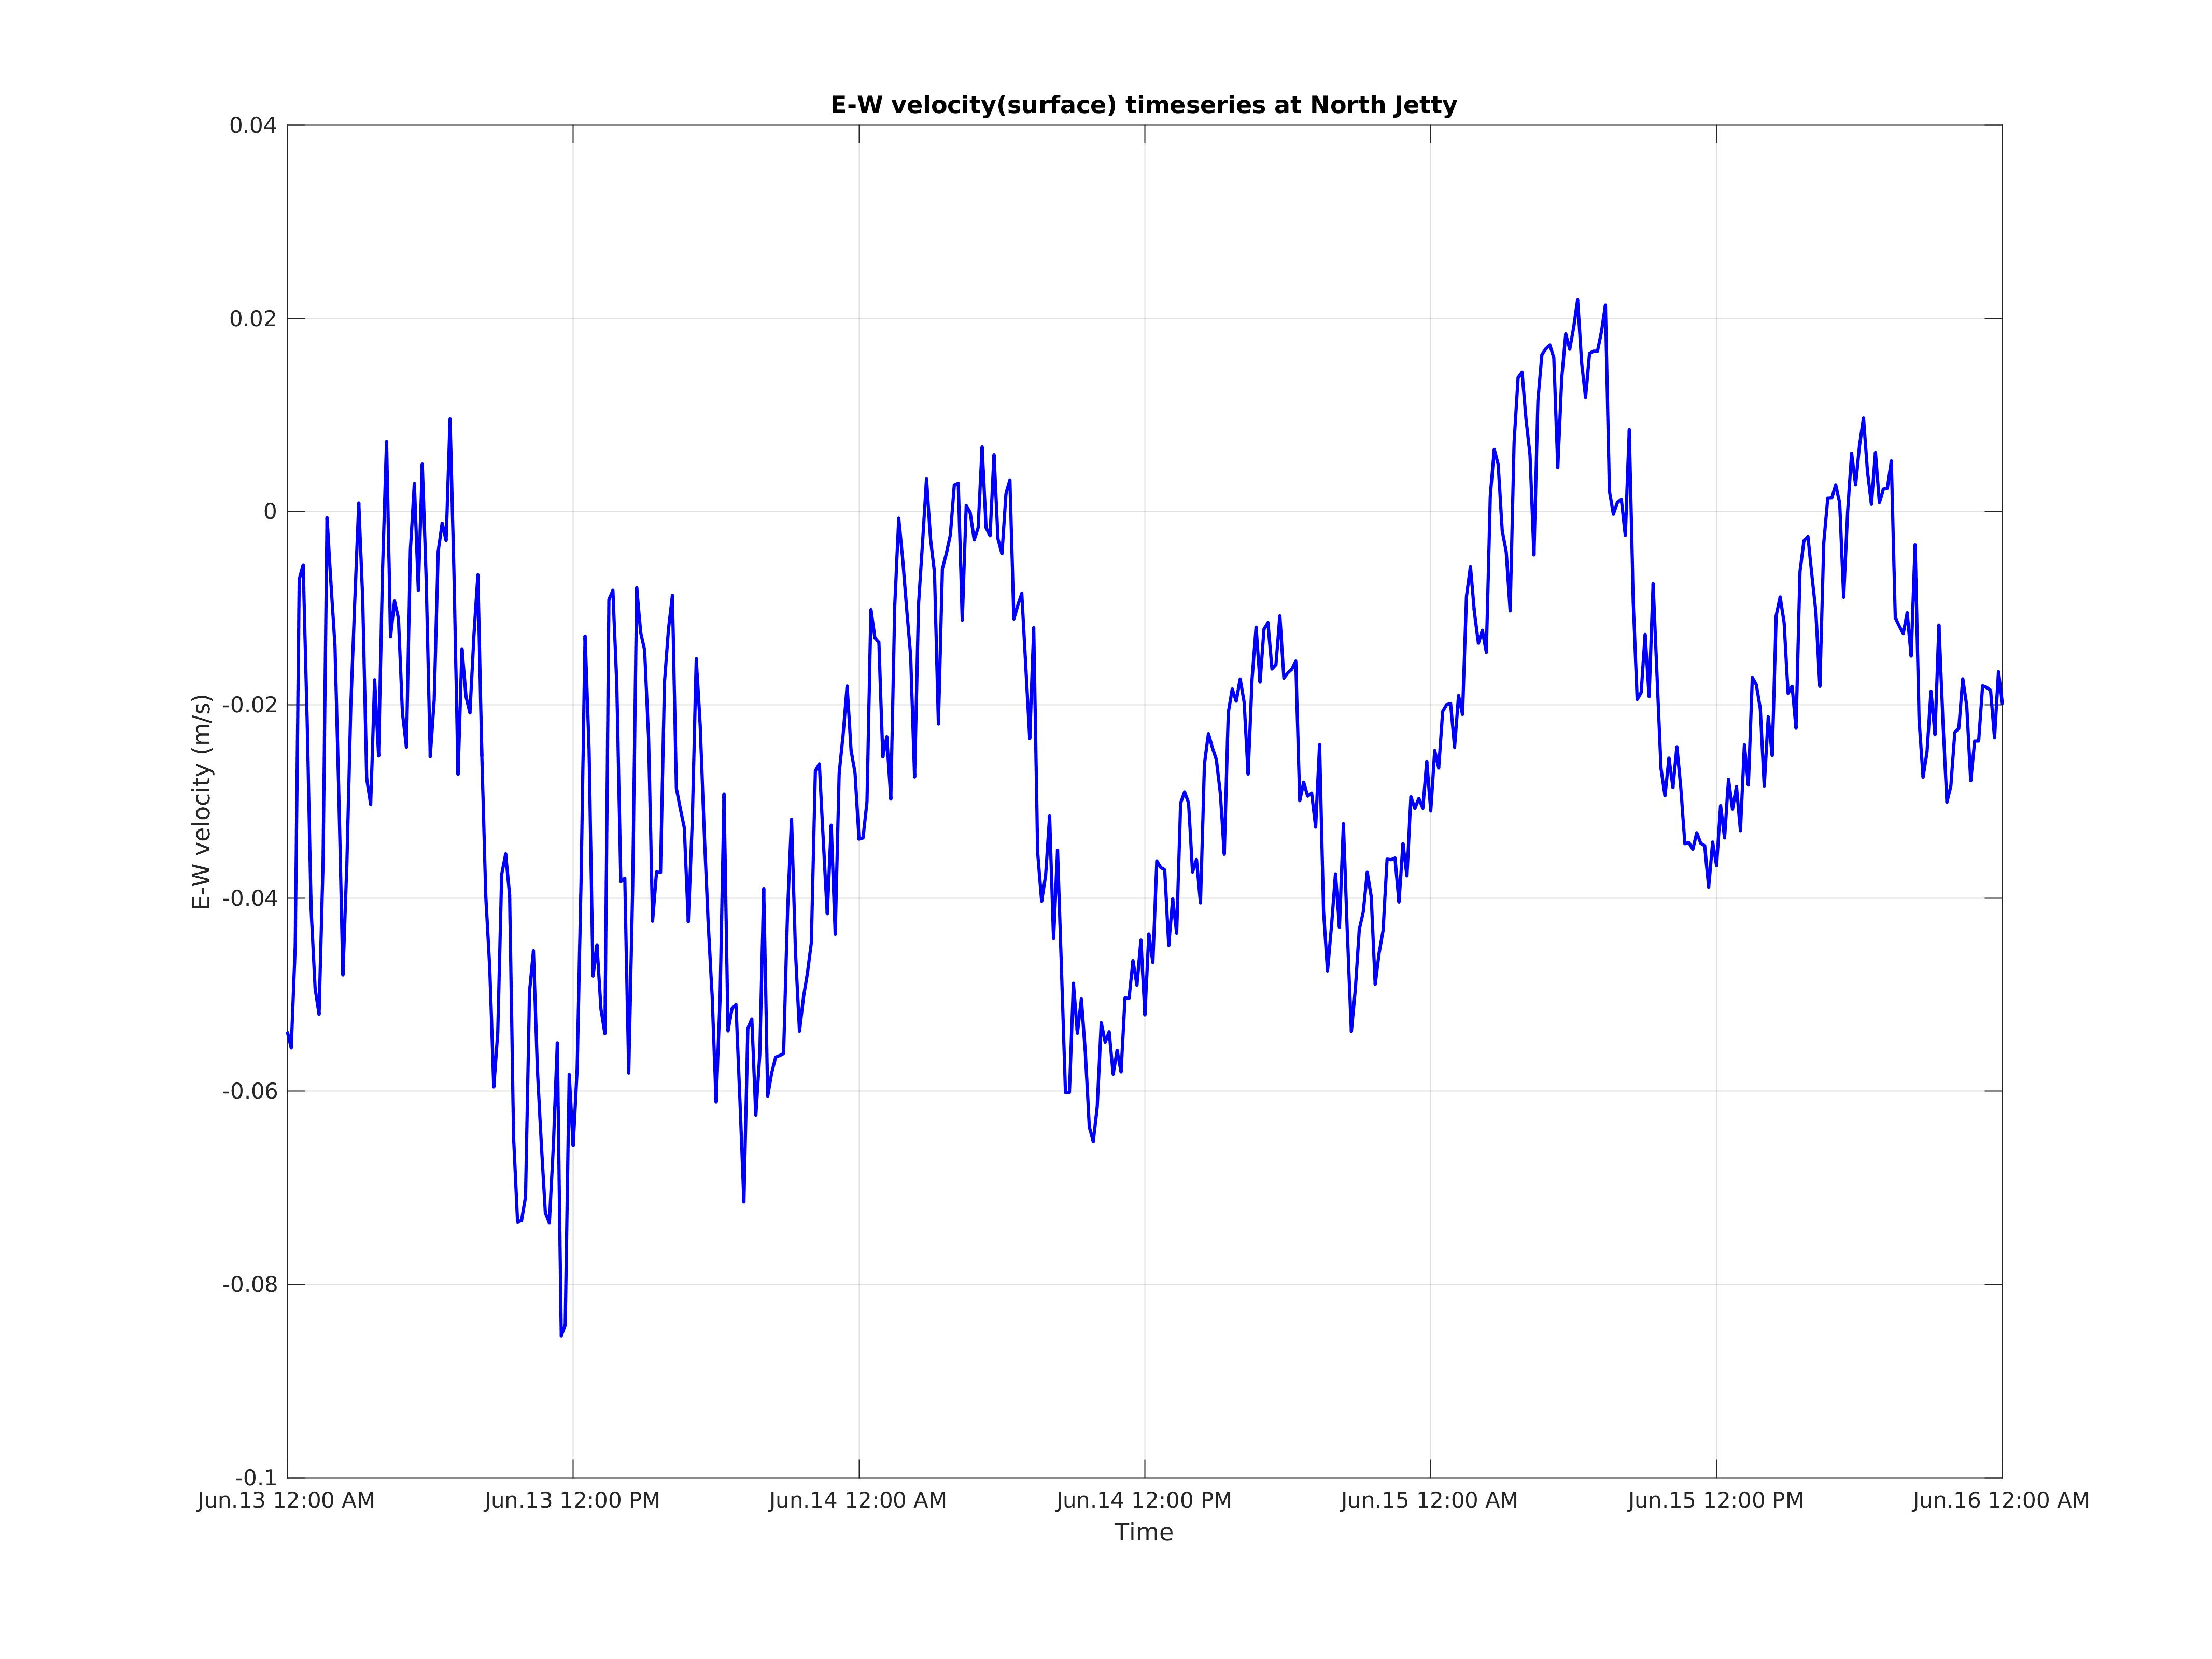 E-W velocity(surface) timeseries at North Jetty
0.04
0.02
0
-0.02
-0.04
-0.06
-0.08
-0.1
E-W velocity (m/s)
Jun.13 12:00 AM
Jun.13 12:00 PM
Jun.14 12:00 AM
Jun.14 12:00 PM
Jun.15 12:00 AM
Jun.15 12:00 PM
Jun.16 12:00 AM
Time